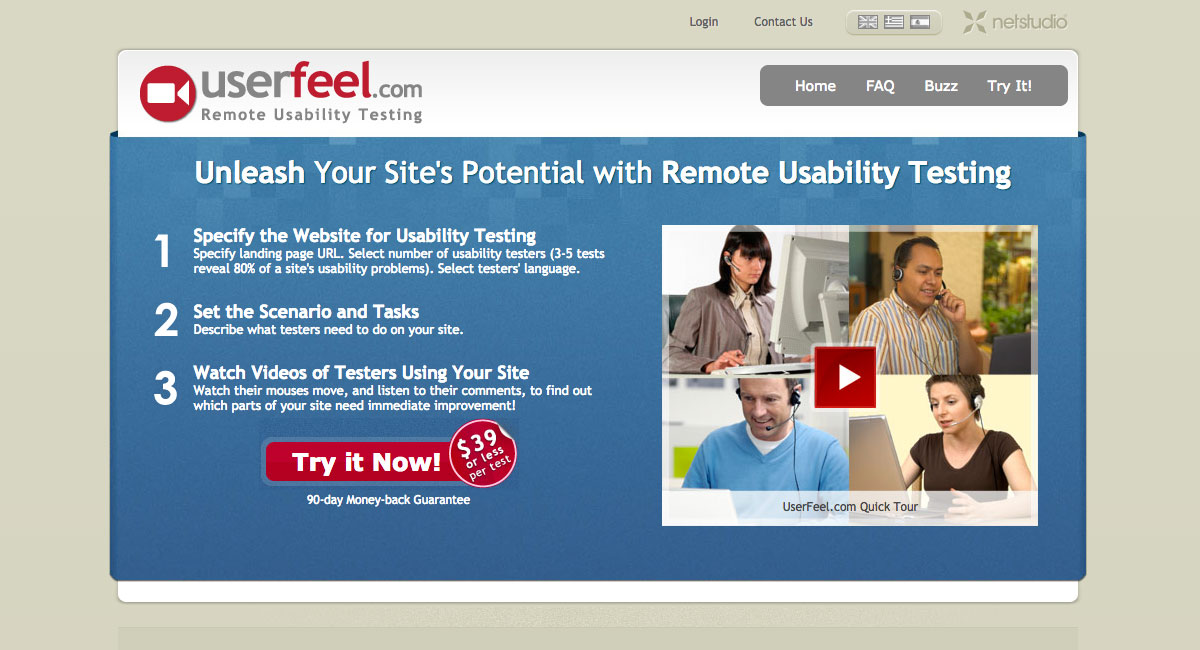 Login Contact Us netstudio
userfeel.com
Remote Usability Testing
Home FAQ Buzz Try It!
Unleash Your Site's Potential with Remote Usability Testing
1 Specify the Website for Usability Testing
Specify landing page URL. Select number of usability testers (3-5 tests
reveal 80% of a site's usability problems). Select testers' language.
2 Set the Scenario and Tasks
Describe what testers need to do on your site.
3 Watch Videos of Testers Using Your Site
Watch their mouses move, and listen to their comments, to find out
which parts of your site need immediate improvement!
Try it Now!
$39
or less
per test
90-day Money-back Guarantee
UserFeel.com Quick Tour